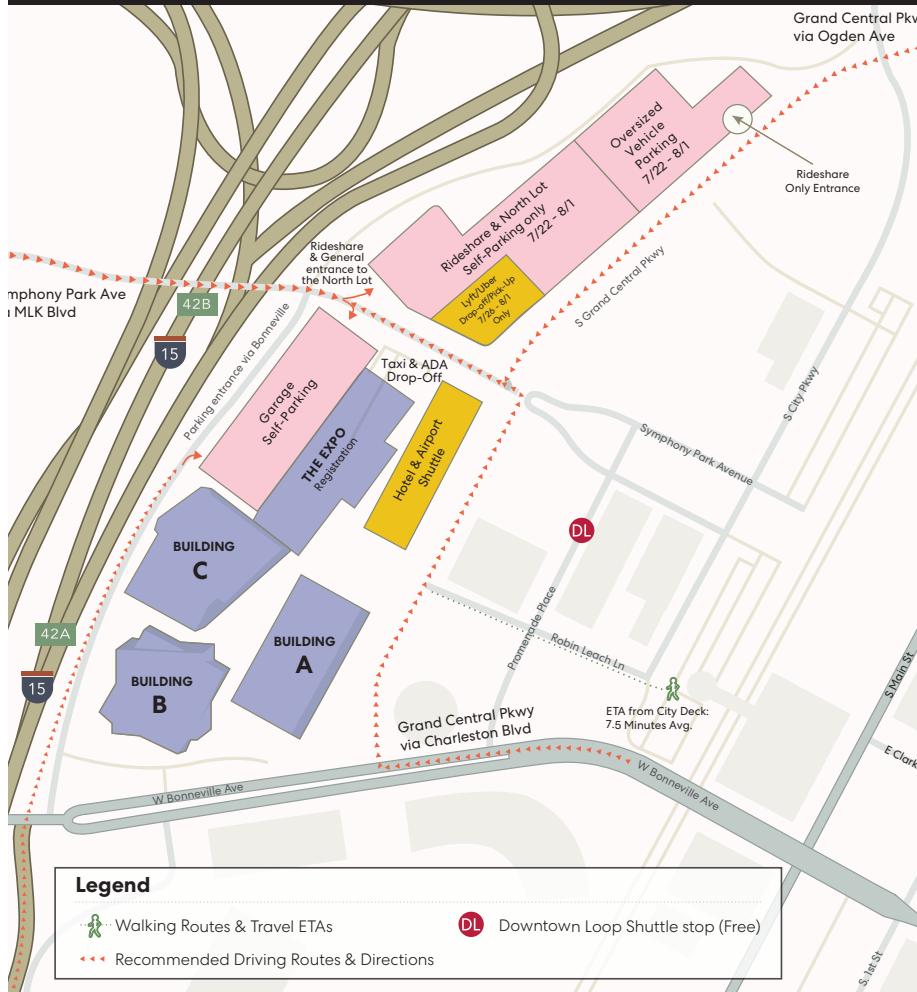 Grand Central Pkw
via Ogden Ave
Oversized
Vehicle
Parking
7/22 - 8/1
Rideshare
Only Entrance
Rideshare & North Lot
Self-Parking only
7/22 - 8/1
Rideshare
& General
entrance to
the North Lot
Lyft/Uber
Drop-off/Pick-Up
7/26 - 8/1
Only
S Grand Central Pkwy
mphony Park Ave
MLK Blvd
42B
15
Parking entrance via Bonneville
Taxi & ADA
Drop-Off
Garage
Self-Parking
THE EXPO
Registration
Hotel & Airport
Shuttle
S City Pkwy
Symphony Park Avenue
DL
BUILDING
C
BUILDING
A
BUILDING
B
42A
15
Promenade Place
Robin Leach Ln
ETA from City Deck:
7.5 Minutes Avg.
S Main St
E Clark
Grand Central Pkwy
via Charleston Blvd
W Bonneville Ave
W Bonneville Ave
S. 1st St
Legend
Walking Routes & Travel ETAs
DL
Downtown Loop Shuttle stop (Free)
Recommended Driving Routes & Directions